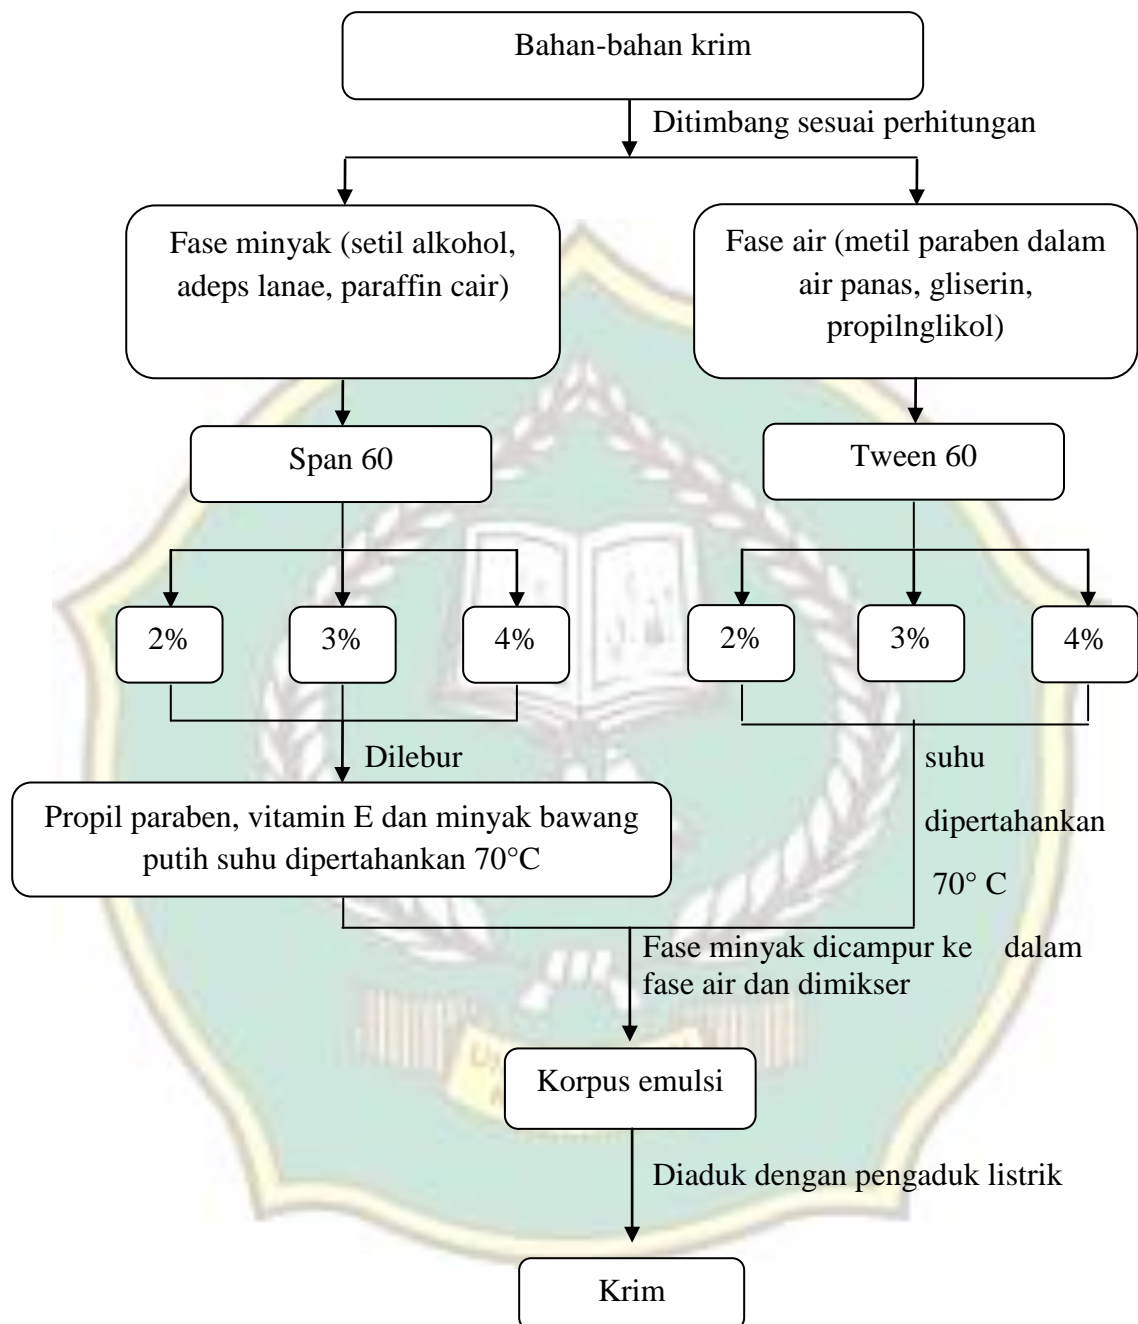 Bahan-bahan krim
Ditimbang sesuai perhitungan
Fase minyak (setil alkohol,
adeps lanae, paraffin cair)
Fase air (metil paraben dalam
air panas, gliserin,
propilnglikol)
Span 60
Tween 60
2%
3%
4%
2%
3%
4%
Dilebur
suhu
dipertahankan
70° C
Propil paraben, vitamin E dan minyak bawang
putih suhu dipertahankan 70°C
Fase minyak dicampur ke dalam
fase air dan dimikser
Korpus emulsi
Diaduk dengan pengaduk listrik
Krim